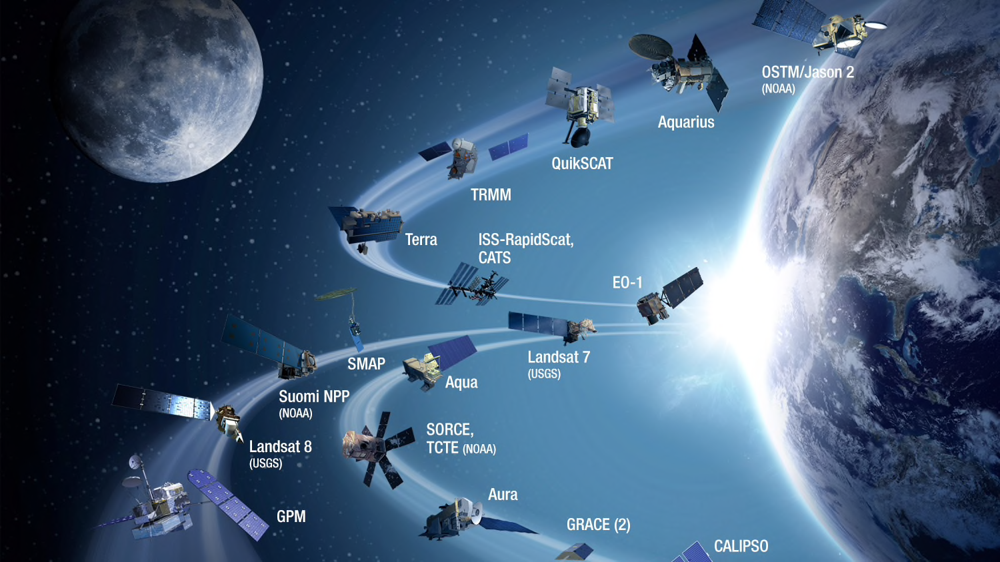 OSTM/Jason 2
(NOAA)
Aquarius
QuikSCAT
TRMM
Terra
ISS-RapidScat,
CATS
EO-1
Landsat 7
(USGS)
SMAP
Aqua
Suomi NPP
(NOAA)
SORCE,
TCTE (NOAA)
Landsat 8
(USGS)
Aura
GPM
GRACE (2)
CALIPSO